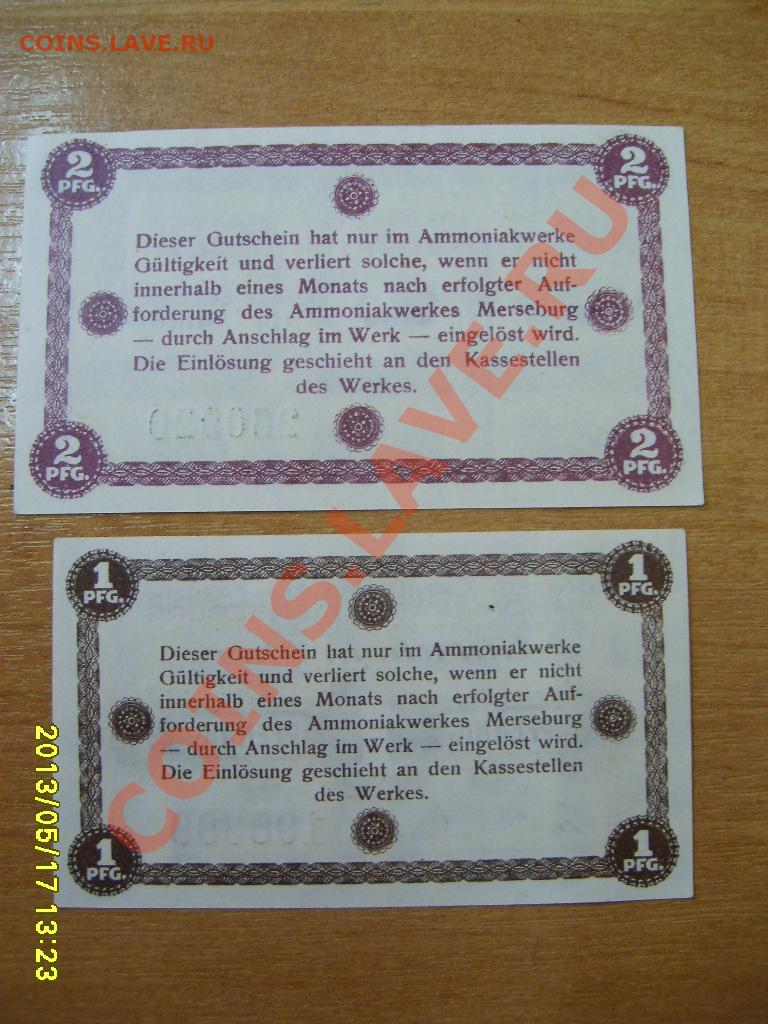 COINS.LAVE.RU
2 PFG. 2 PFG.
Dieser Gutschein hat nur im Ammoniakwerke
Gültigkeit und verliert solche, wenn er nicht
innerhalb eines Monats nach erfolgter Auf-
forderung des Ammoniakwerkes Merseburg
— durch Anschlag im Werk — eingelöst wird.
Die Einlösung geschieht an den Kassestellen
des Werkes.
2 PFG. 2 PFG.
COINS.LAVE.RU
1 PFG. 1 PFG.
Dieser Gutschein hat nur im Ammoniakwerke
Gültigkeit und verliert solche, wenn er nicht
innerhalb eines Monats nach erfolgter Auf-
forderung des Ammoniakwerkes Merseburg
— durch Anschlag im Werk — eingelöst wird.
Die Einlösung geschieht an den Kassestellen
des Werkes.
1 PFG. 1 PFG.
2013/05/17 13:23